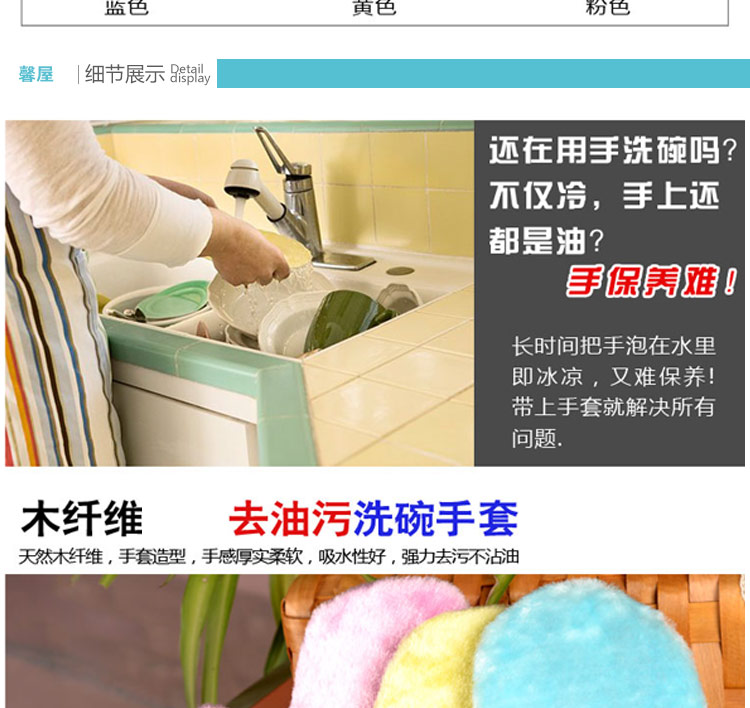 蓝色 黄色 粉色
馨屋 细节展示 Detail display
还在用手洗碗吗?
不仅冷，手上还
都是油?
手保养难!
长时间把手泡在水里
即冰凉，又难保养!
带上手套就解决所有
问题.
木纤维 去油污洗碗手套
天然木纤维，手套造型，手感厚实柔软，吸水性好，强力去污不沾油